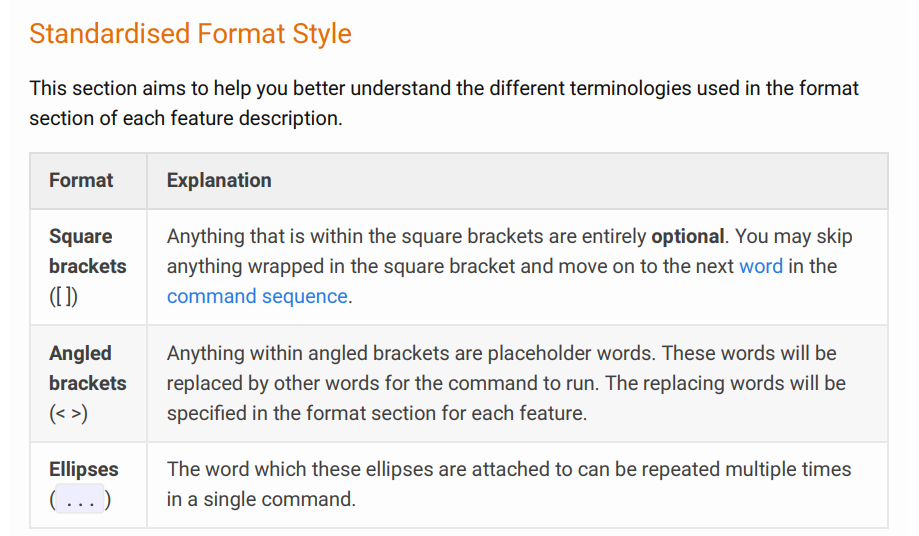 Standardised Format Style
This section aims to help you better understand the different terminologies used in the format
section of each feature description.
Format
Explanation
Square
brackets
([ ])
Anything that is within the square brackets are entirely optional. You may skip
anything wrapped in the square bracket and move on to the next word in the
command sequence.
Angled
brackets
(< >)
Anything within angled brackets are placeholder words. These words will be
replaced by other words for the command to run. The replacing words will be
specified in the format section for each feature.
Ellipses
( ... )
The word which these ellipses are attached to can be repeated multiple times
in a single command.